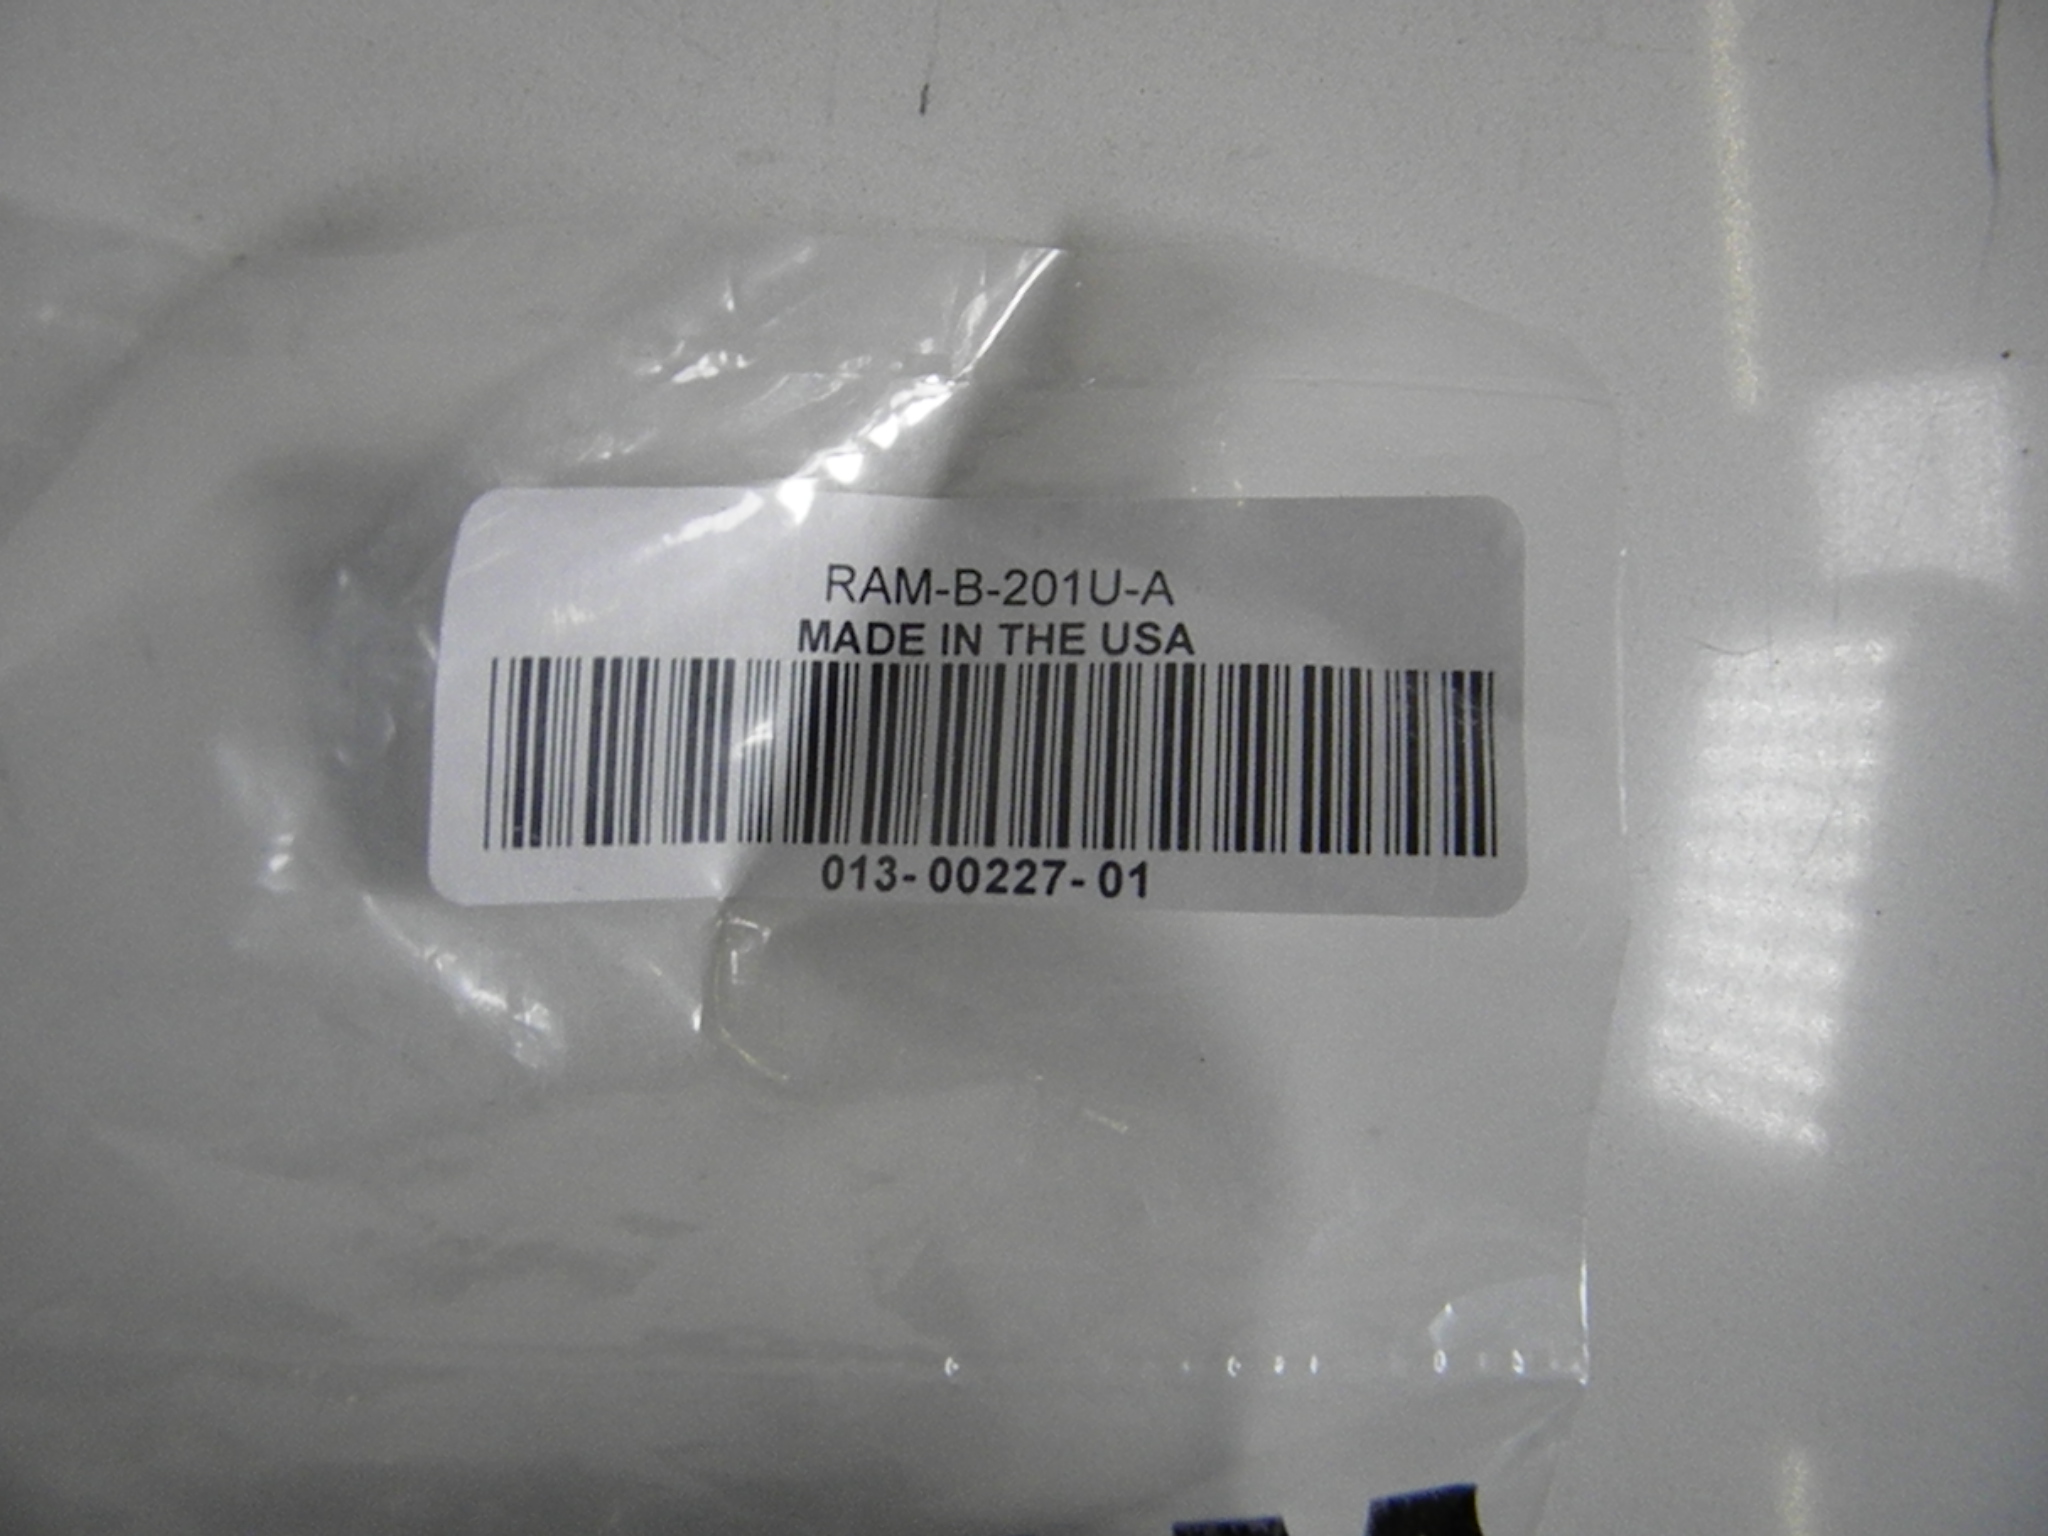 RAM-B-201U-A
MADE IN THE USA
013-00227-01